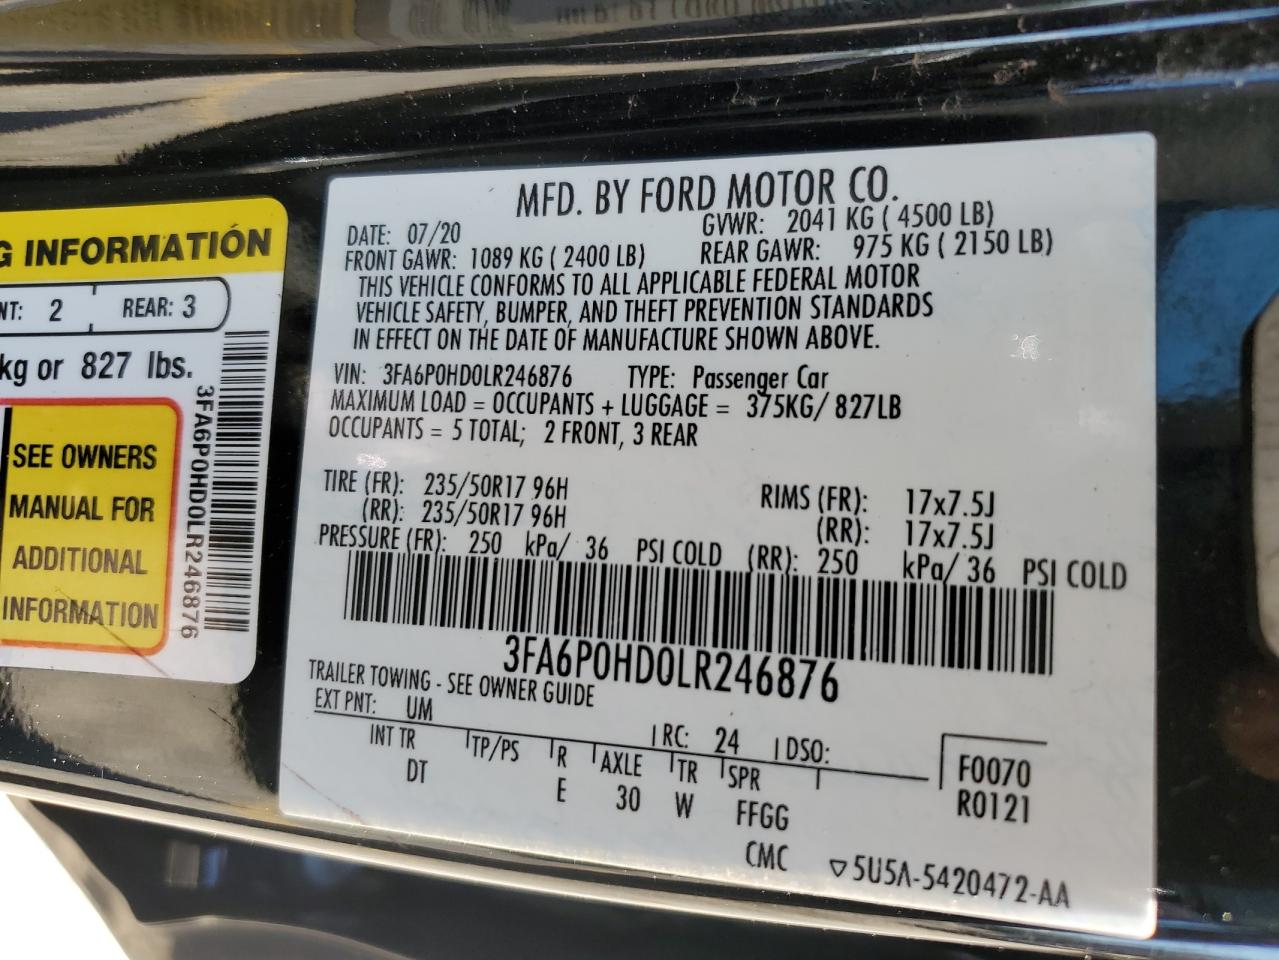 G INFORMATIÓN
NT: 2 REAR: 3
kg or 827 lbs.
SEE OWNERS
MANUAL FOR
ADDITIONAL
INFORMATION
3FA6P0HD0LR246876
MFD. BY FORD MOTOR CO.
DATE: 07/20 GVWR: 2041 KG ( 4500 LB)
FRONT GAWR: 1089 KG ( 2400 LB) REAR GAWR: 975 KG ( 2150 LB)
THIS VEHICLE CONFORMS TO ALL APPLICABLE FEDERAL MOTOR
VEHICLE SAFETY, BUMPER, AND THEFT PREVENTION STANDARDS
IN EFFECT ON THE DATE OF MANUFACTURE SHOWN ABOVE.
VIN: 3FA6P0HD0LR246876 TYPE: Passenger Car
MAXIMUM LOAD = OCCUPANTS + LUGGAGE = 375KG/ 827LB
OCCUPANTS = 5 TOTAL; 2 FRONT, 3 REAR
TIRE (FR): 235/50R17 96H RIMS (FR): 17x7.5J
(RR): 235/50R17 96H (RR): 17x7.5J
PRESSURE (FR): 250 kPa/ 36 PSI COLD (RR): 250 kPa/ 36 PSI COLD
3FA6P0HD0LR246876
TRAILER TOWING - SEE OWNER GUIDE
EXT PNT: UM RC: 24 DSO:
INT TR TP/PS R AXLE TR SPR F0070
DT E 30 W FFGG R0121
CMC 5U5A-5420472-AA